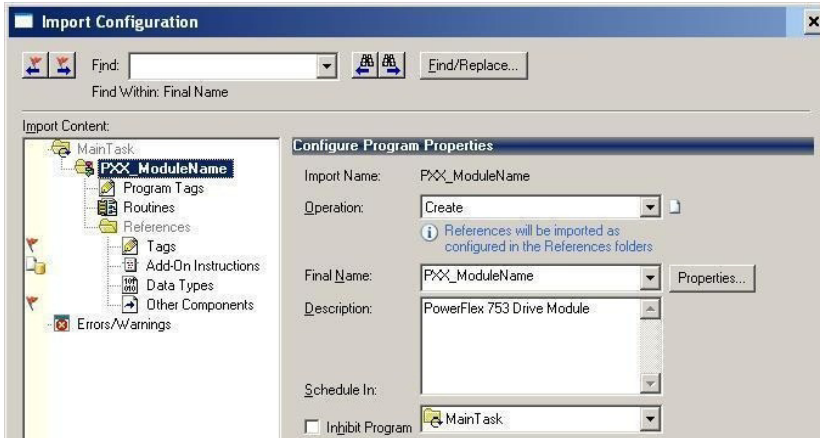 Import Configuration
Find:
Find/Replace...
Find Within: Final Name
Import Content:
MainTask
PXX_ModuleName
Program Tags
Routines
References
Tags
Add-On Instructions
Data Types
Other Components
Errors/Warnings
Configure Program Properties
Import Name: PXX_ModuleName
Operation: Create
References will be imported as
configured in the References folders
Final Name: PXX_ModuleName Properties...
Description: PowerFlex 753 Drive Module
Schedule In:
MainTask
Inhibit Program